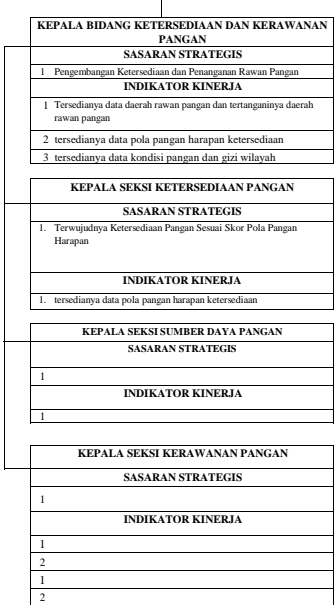 KEPALA BIDANG KETERSEDIAAN DAN KERAWANAN
PANGAN
SASARAN STRATEGIS
1 Pengembangan Ketersediaan dan Penanganan Rawan Pangan
INDIKATOR KINERJA
1 Tersedianya data daerah rawan pangan dan tertanganinya daerah
rawan pangan
2 tersedianya data pola pangan harapan ketersediaan
3 tersedianya data kondisi pangan dan gizi wilayah
KEPALA SEKSI KETERSEDIAAN PANGAN
SASARAN STRATEGIS
1. Terwujudnya Ketersediaan Pangan Sesuai Skor Pola Pangan
Harapan
INDIKATOR KINERJA
1. tersedianya data pola pangan harapan ketersediaan
KEPALA SEKSI SUMBER DAYA PANGAN
SASARAN STRATEGIS
1
INDIKATOR KINERJA
1
KEPALA SEKSI KERAWANAN PANGAN
SASARAN STRATEGIS
1
INDIKATOR KINERJA
1
2
1
2